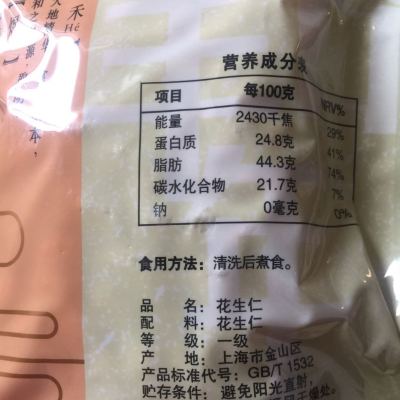 禾
Hé
营养成分表
项目 每100克 NRV%
能量 2430千焦 29%
蛋白质 24.8克 41%
脂肪 44.3克 74%
碳水化合物 21.7克 7%
钠 0毫克 0%
食用方法：清洗后煮食。
品 名：花生仁
配 料：花生仁
等 级：一级
产 地：上海市金山区
产品标准代号：GB/T 1532
贮存条件：避免阳光直射，
干燥处。